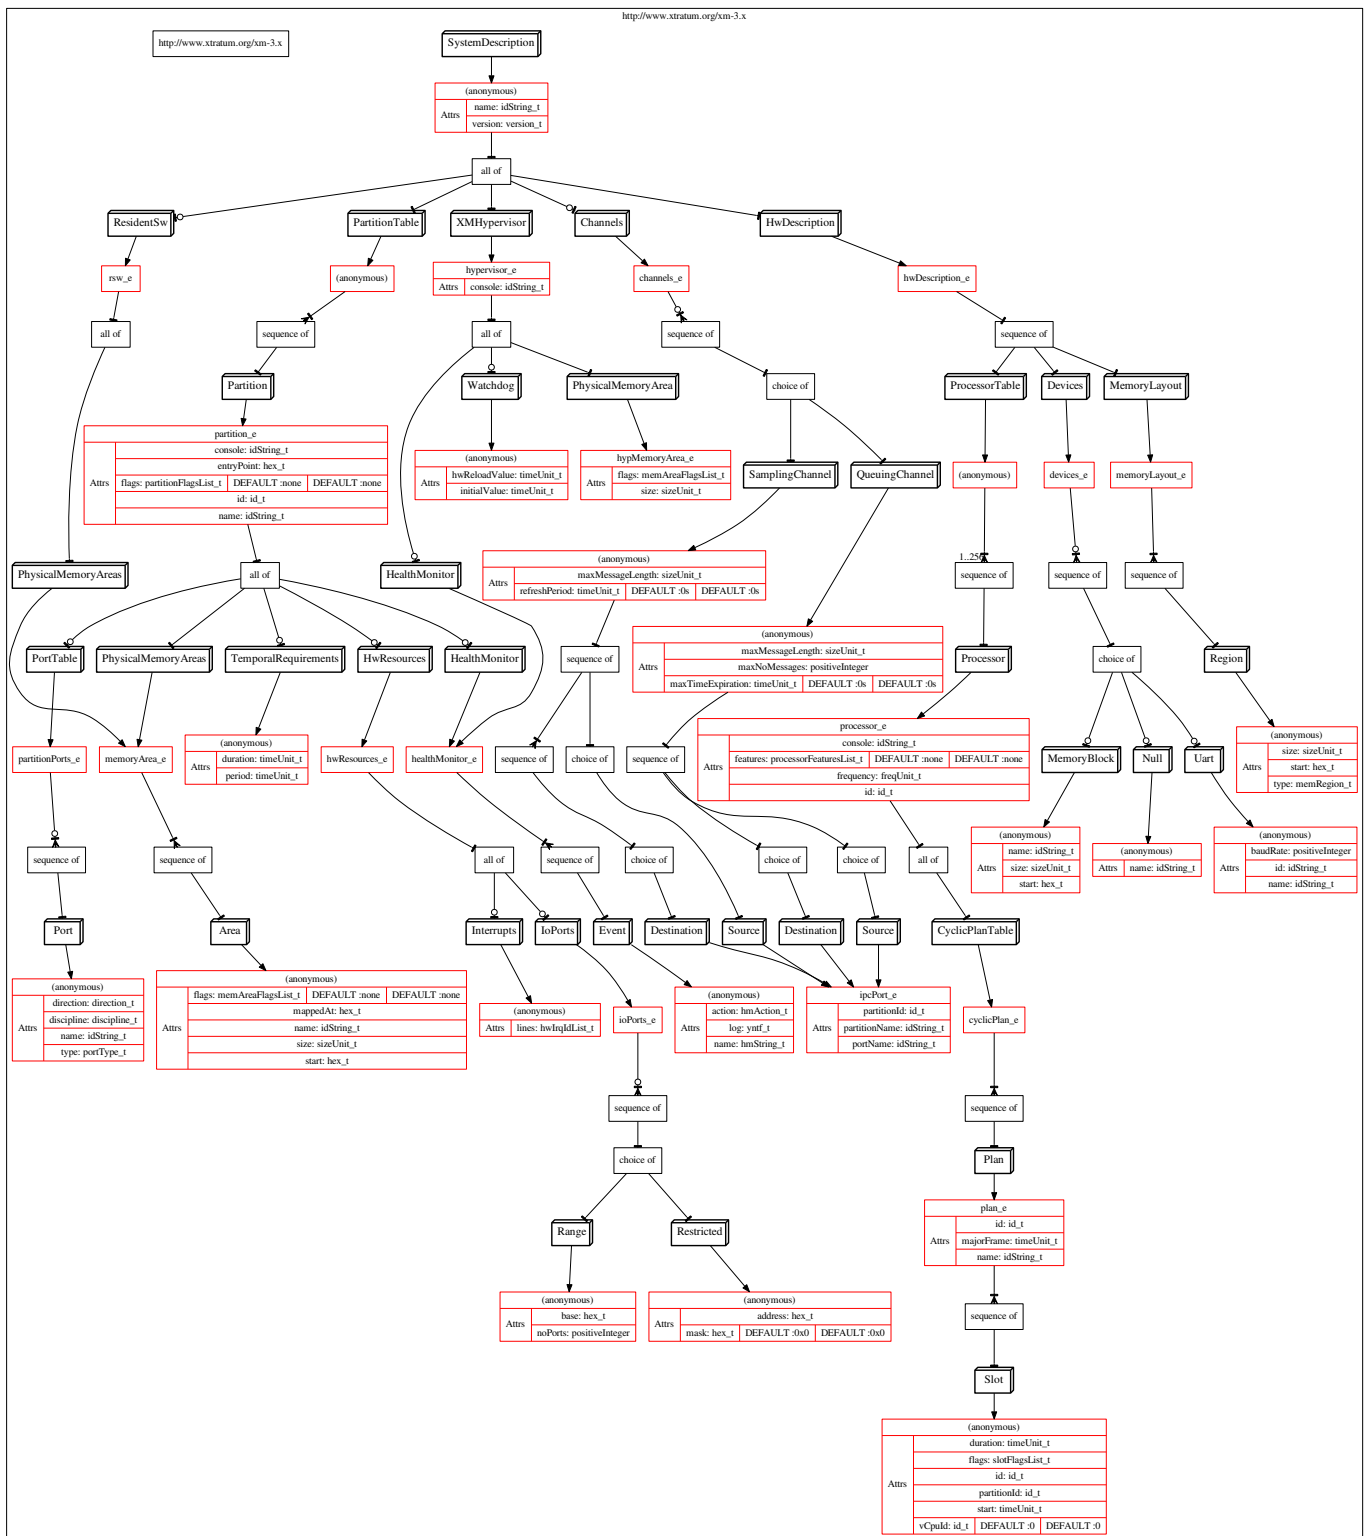 http://www.xtratum.org/xm-3.x
http://www.xtratum.org/xm-3.x
SystemDescription
(anonymous)
Attrs
name: idString_t
version: version_t
all of
ResidentSw
PartitionTable
XMHypervisor
Channels
HwDescription
rsw_e
(anonymous)
hypervisor_e
Attrs
console: idString_t
channels_e
hwDescription_e
all of
sequence of
all of
sequence of
sequence of
Partition
Watchdog
PhysicalMemoryArea
choice of
ProcessorTable
Devices
MemoryLayout
partition_e
Attrs
console: idString_t
entryPoint: hex_t
flags: partitionFlagsList_t
DEFAULT :none
DEFAULT :none
id: id_t
name: idString_t
(anonymous)
Attrs
hwReloadValue: timeUnit_t
initialValue: timeUnit_t
hypMemoryArea_e
Attrs
flags: memAreaFlagsList_t
size: sizeUnit_t
SamplingChannel
QueuingChannel
(anonymous)
devices_e
memoryLayout_e
PhysicalMemoryAreas
all of
HealthMonitor
(anonymous)
Attrs
maxMessageLength: sizeUnit_t
refreshPeriod: timeUnit_t
DEFAULT :0s
DEFAULT :0s
1..256
sequence of
sequence of
sequence of
PortTable
PhysicalMemoryAreas
TemporalRequirements
HwResources
HealthMonitor
sequence of
(anonymous)
Attrs
maxMessageLength: sizeUnit_t
maxNoMessages: positiveInteger
maxTimeExpiration: timeUnit_t
DEFAULT :0s
DEFAULT :0s
Processor
choice of
Region
partitionPorts_e
memoryArea_e
(anonymous)
Attrs
duration: timeUnit_t
period: timeUnit_t
hwResources_e
healthMonitor_e
sequence of
choice of
sequence of
processor_e
Attrs
console: idString_t
features: processorFeaturesList_t
DEFAULT :none
DEFAULT :none
frequency: freqUnit_t
id: id_t
MemoryBlock
Null
Uart
(anonymous)
Attrs
size: sizeUnit_t
start: hex_t
type: memRegion_t
sequence of
sequence of
all of
sequence of
choice of
choice of
choice of
all of
(anonymous)
Attrs
name: idString_t
size: sizeUnit_t
start: hex_t
(anonymous)
Attrs
name: idString_t
(anonymous)
Attrs
baudRate: positiveInteger
id: idString_t
name: idString_t
Port
Area
Interrupts
IoPorts
Event
Destination
Source
Destination
Source
CyclicPlanTable
(anonymous)
Attrs
direction: direction_t
discipline: discipline_t
name: idString_t
type: portType_t
(anonymous)
Attrs
flags: memAreaFlagsList_t
DEFAULT :none
DEFAULT :none
mappedAt: hex_t
name: idString_t
size: sizeUnit_t
start: hex_t
(anonymous)
Attrs
lines: hwIrqIdList_t
ioPorts_e
(anonymous)
Attrs
action: hmAction_t
log: yntf_t
name: hmString_t
ipcPort_e
Attrs
partitionId: id_t
partitionName: idString_t
portName: idString_t
cyclicPlan_e
sequence of
sequence of
choice of
Plan
Range
Restricted
plan_e
Attrs
id: id_t
majorFrame: timeUnit_t
name: idString_t
(anonymous)
Attrs
base: hex_t
noPorts: positiveInteger
(anonymous)
Attrs
address: hex_t
mask: hex_t
DEFAULT :0x0
DEFAULT :0x0
sequence of
Slot
(anonymous)
Attrs
duration: timeUnit_t
flags: slotFlagsList_t
id: id_t
partitionId: id_t
start: timeUnit_t
vCpuId: id_t
DEFAULT :0
DEFAULT :0